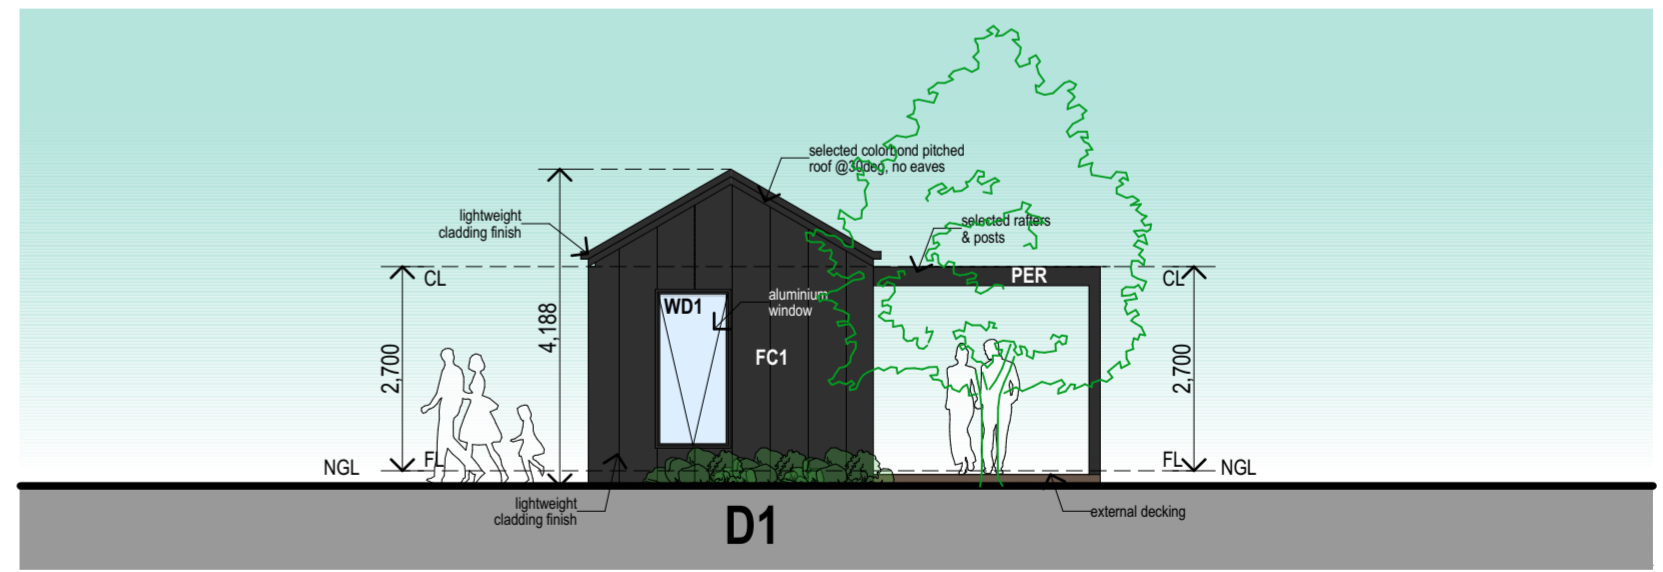 selected colorbond pitched
roof @30deg, no eaves
lightweight
cladding finish
selected rafters
& posts
CL
PER
CL
WD1
aluminium
window
4,188
FC1
2,700
2,700
NGL
FL
FL
NGL
lightweight
cladding finish
D1
external decking